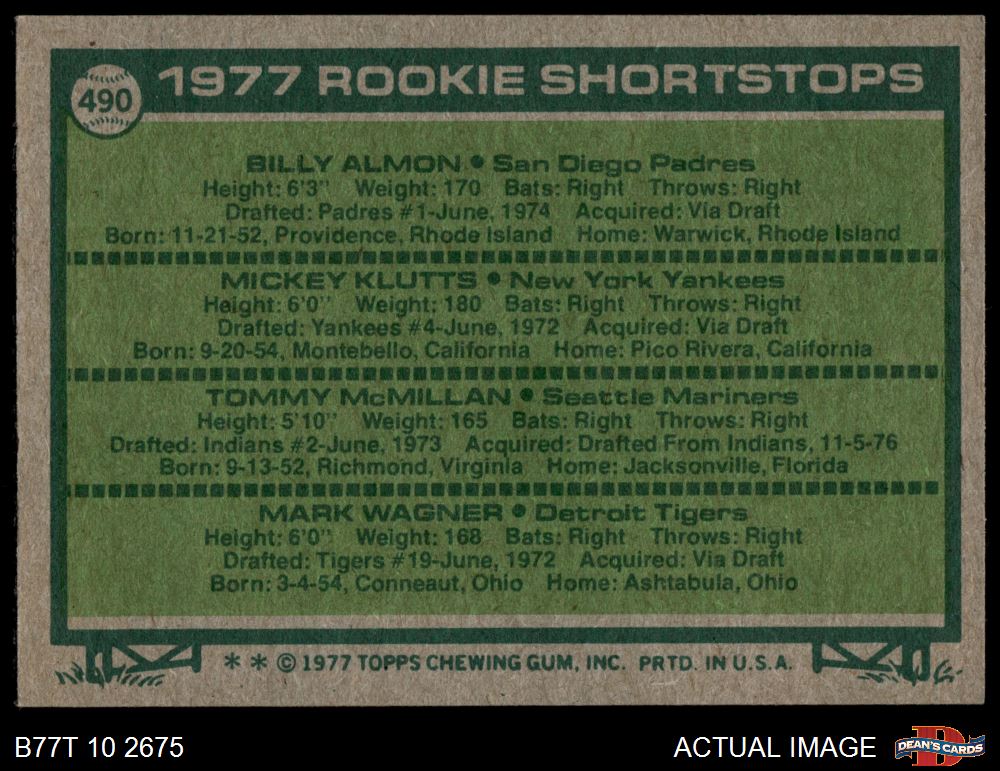 490
1977 ROOKIE SHORTSTOPS
BILLY ALMON • San Diego Padres
Height: 6'3" Weight: 170 Bats: Right Throws: Right
Drafted: Padres #1-June, 1974 Acquired: Via Draft
Born: 11-21-52, Providence, Rhode Island Home: Warwick, Rhode Island
MICKEY KLUTTS • New York Yankees
Height: 6'0" Weight: 180 Bats: Right Throws: Right
Drafted: Yankees #4-June, 1972 Acquired: Via Draft
Born: 9-20-54, Montebello, California Home: Pico Rivera, California
TOMMY McMILLAN • Seattle Mariners
Height: 5'10" Weight: 165 Bats: Right Throws: Right
Drafted: Indians #2-June, 1973 Acquired: Drafted From Indians, 11-5-76
Born: 9-13-52, Richmond, Virginia Home: Jacksonville, Florida
MARK WAGNER • Detroit Tigers
Height: 6'0" Weight: 168 Bats: Right Throws: Right
Drafted: Tigers #19-June, 1972 Acquired: Via Draft
Born: 3-4-54, Conneaut, Ohio Home: Ashtabula, Ohio
* * © 1977 TOPPS CHEWING GUM, INC. PRTD. IN U.S.A.
B77T 10 2675
ACTUAL IMAGE
D
DEAN'S CARDS